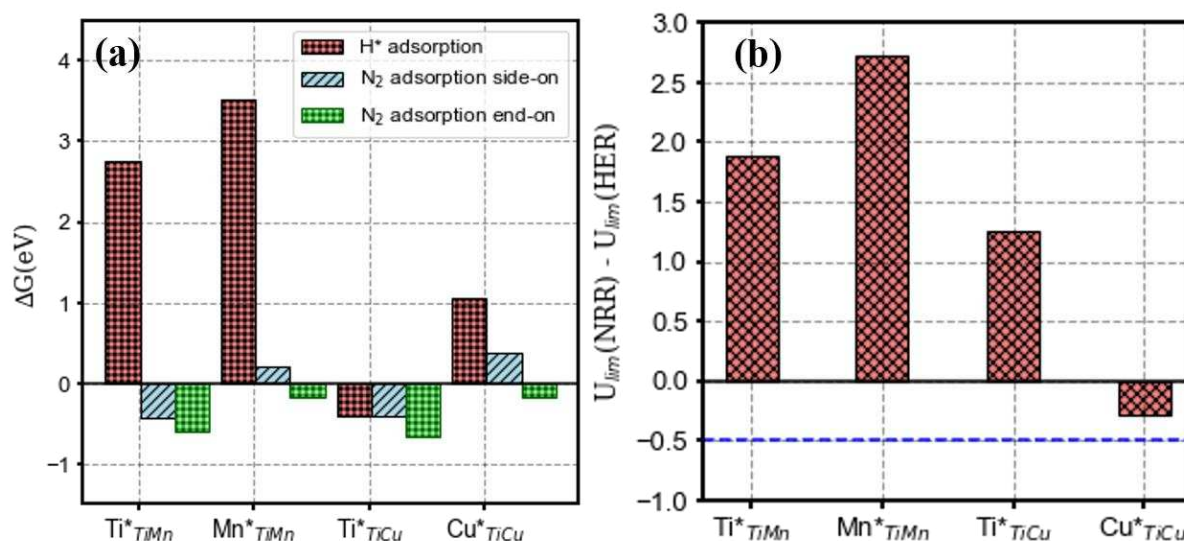 (a)
H* adsorption
N₂ adsorption side-on
N₂ adsorption end-on
ΔG(eV)
4
3
2
1
0
−1
Ti*TiMn
Mn*TiMn
Ti*TiCu
Cu*TiCu
(b)
Ulim(NRR) - Ulim(HER)
3.0
2.5
2.0
1.5
1.0
0.5
0.0
−0.5
−1.0
Ti*TiMn
Mn*TiMn
Ti*TiCu
Cu*TiCu